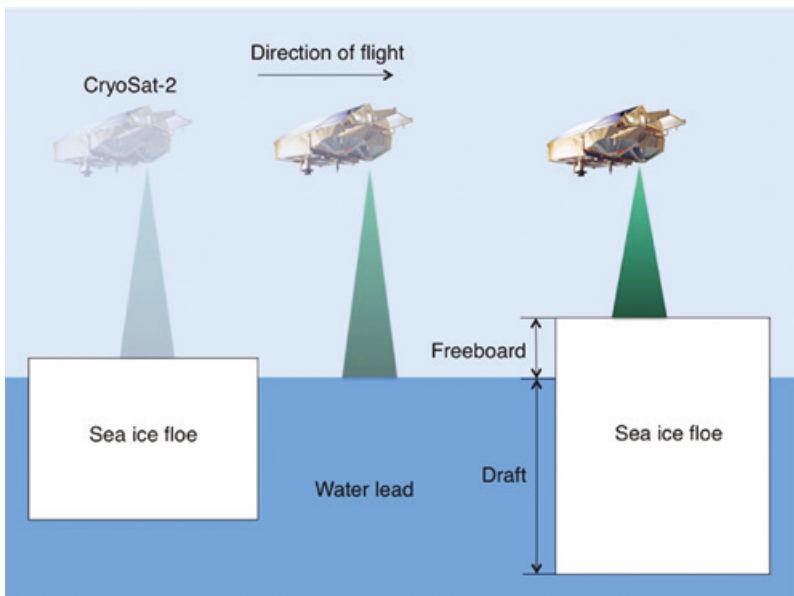 Direction of flight
CryoSat-2
Freeboard
Sea ice floe
Sea ice floe
Draft
Water lead